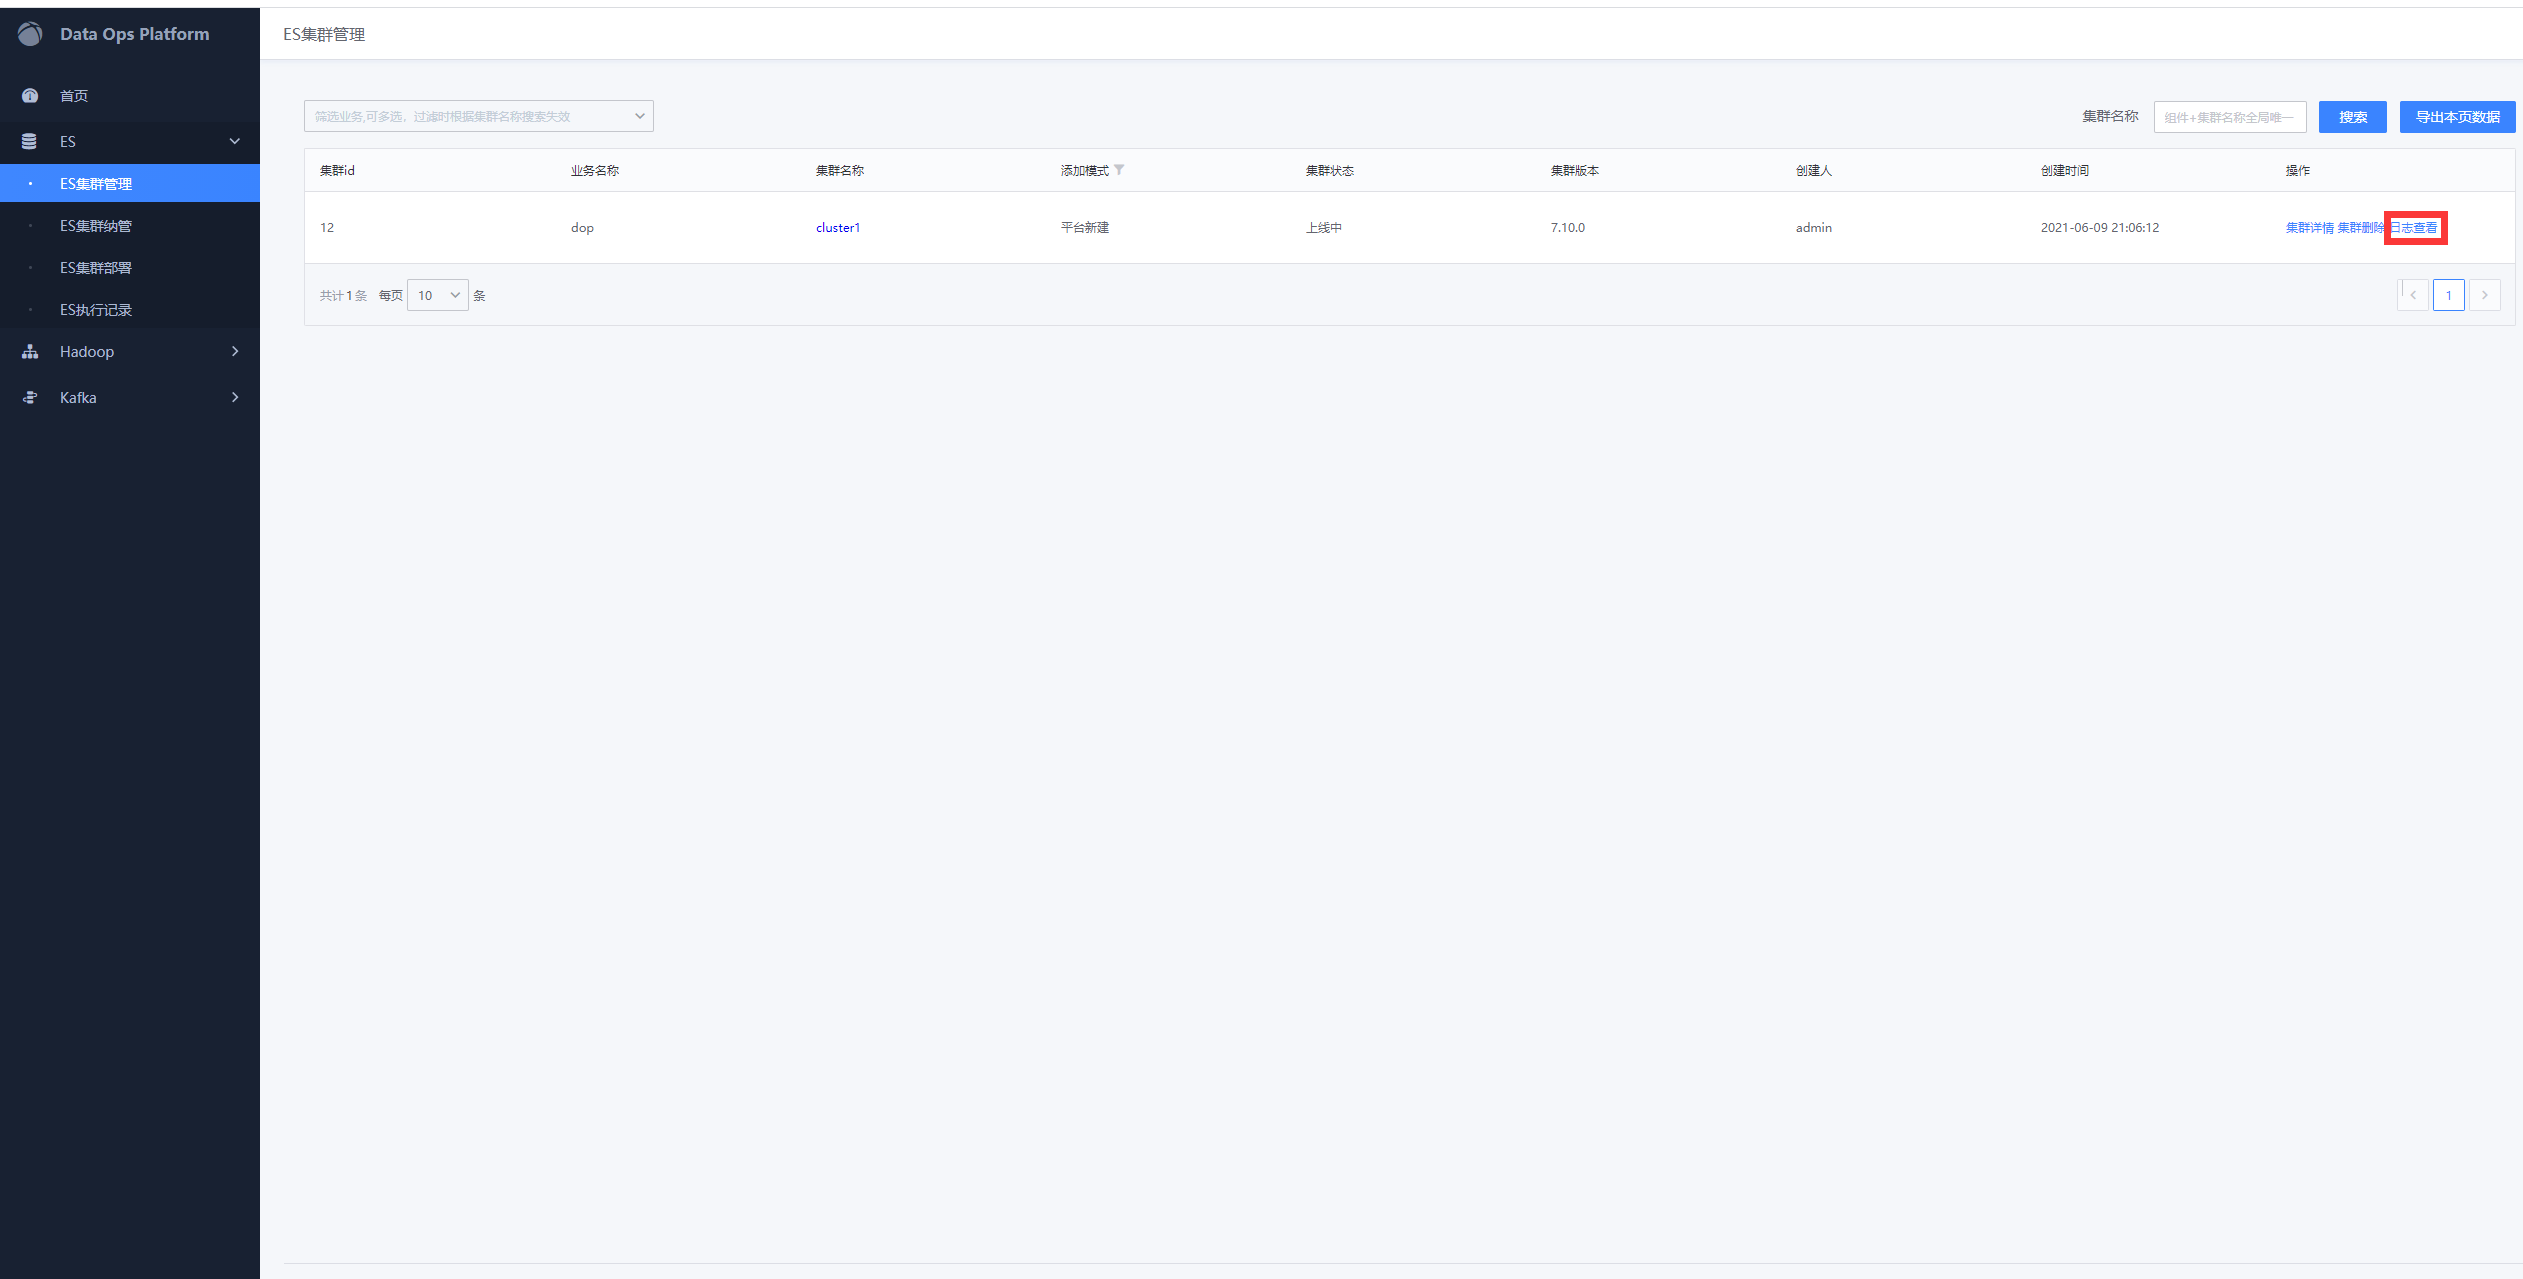 Data Ops Platform
ES集群管理
首页
ES
ES集群管理
ES集群纳管
ES集群部署
ES执行记录
Hadoop
Kafka
筛选业务,可多选，过滤时根据集群名称搜索失效
集群名称 组件+集群名称全局唯一 搜索 导出本页数据
集群id 业务名称 集群名称 添加模式 集群状态 集群版本 创建人 创建时间 操作
12 dop cluster1 平台新建 上线中 7.10.0 admin 2021-06-09 21:06:12 集群详情 集群删除 日志查看
共计1条 每页 10 条 1